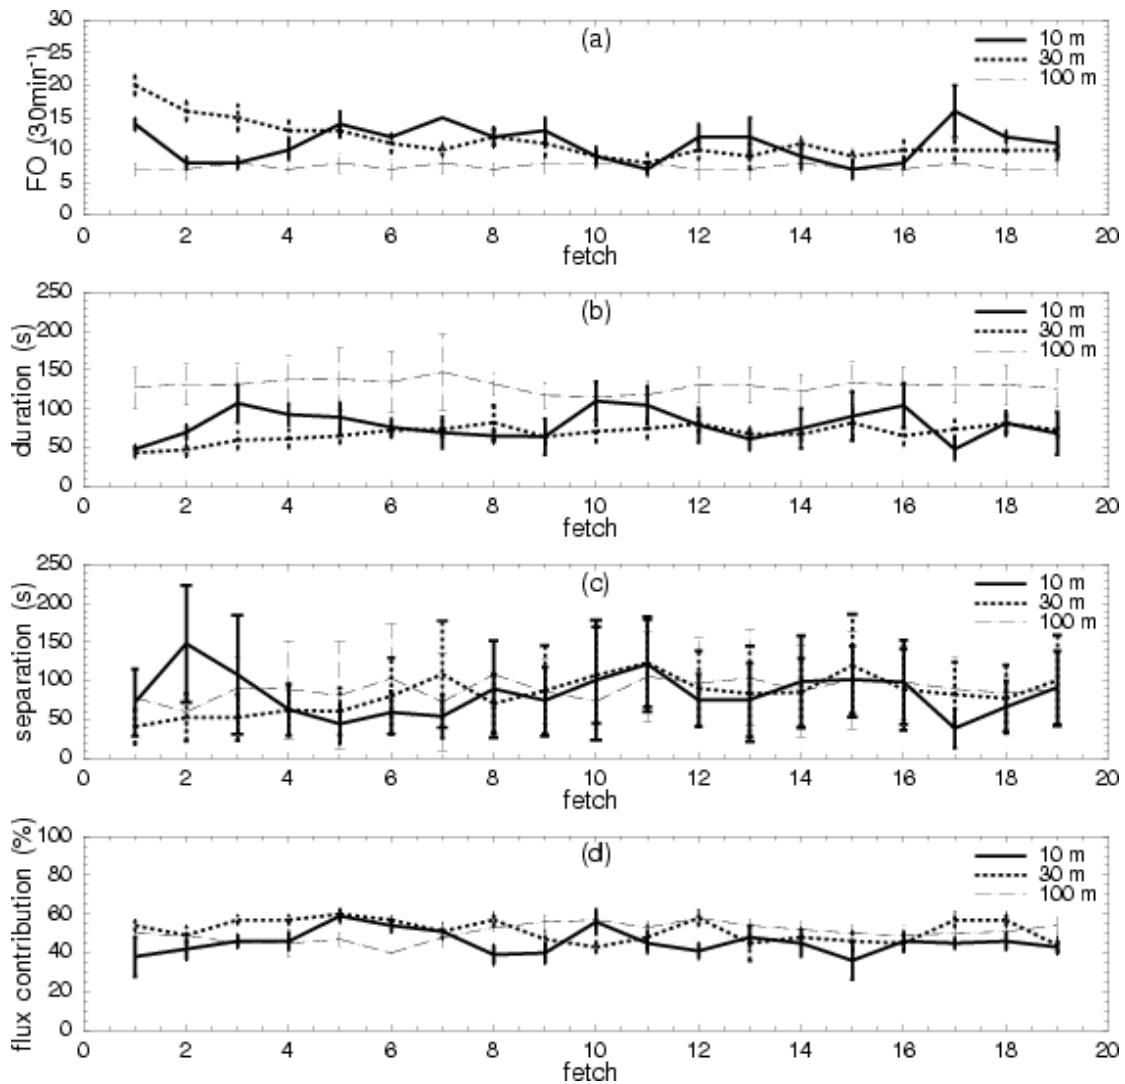 (a)
10 m
30 m
100 m
FO (30min⁻¹)
30
25
20
15
10
5
0
0 2 4 6 8 10 12 14 16 18 20
fetch
(b)
10 m
30 m
100 m
duration (s)
250
200
150
100
50
0
0 2 4 6 8 10 12 14 16 18 20
fetch
(c)
10 m
30 m
100 m
separation (s)
250
200
150
100
50
0
0 2 4 6 8 10 12 14 16 18 20
fetch
(d)
10 m
30 m
100 m
flux contribution (%)
100
80
60
40
20
0
0 2 4 6 8 10 12 14 16 18 20
fetch